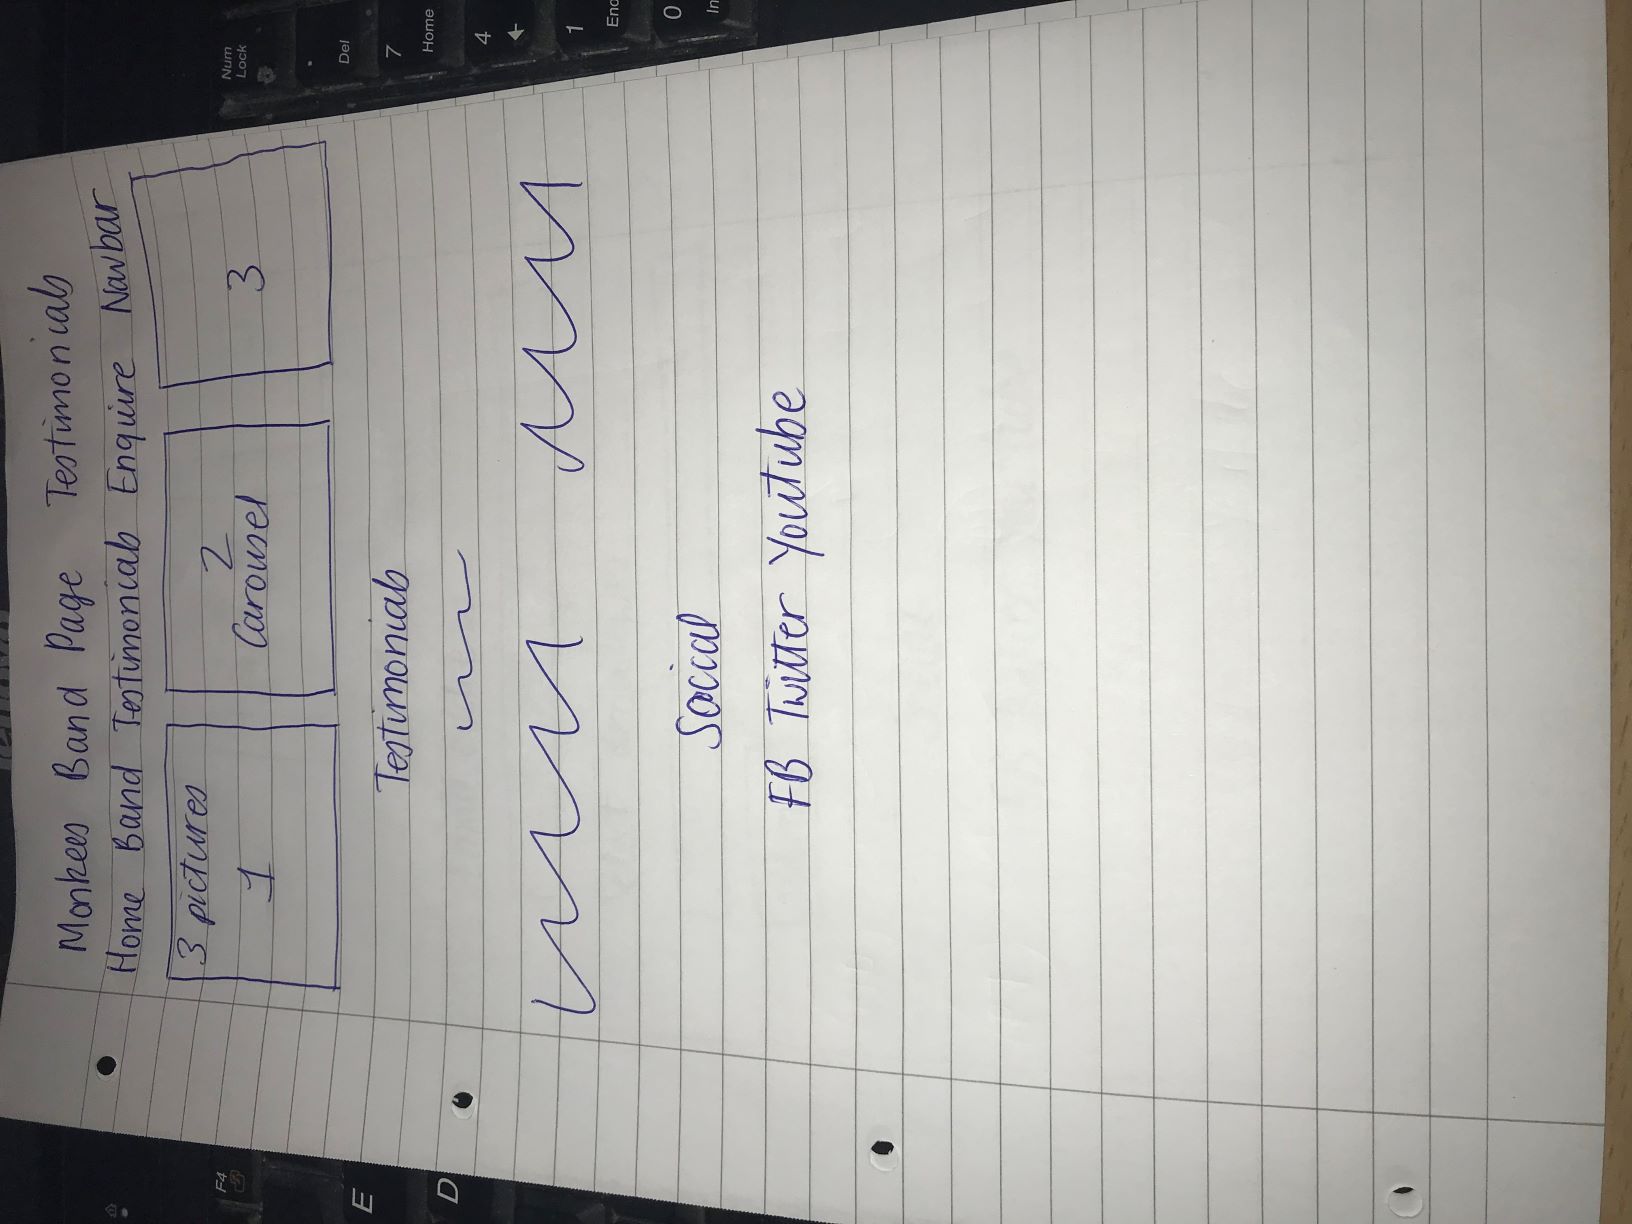 lenovo
Monkees Band Page Testimonials
Home Band Testimonials Enquire Navbar
3 pictures
1
2
Carousel
3
Testimonials
Social
FB Twitter Youtube
F4
E
D
Num
Lock
.
Del
7
Home
4
1
End
0
In